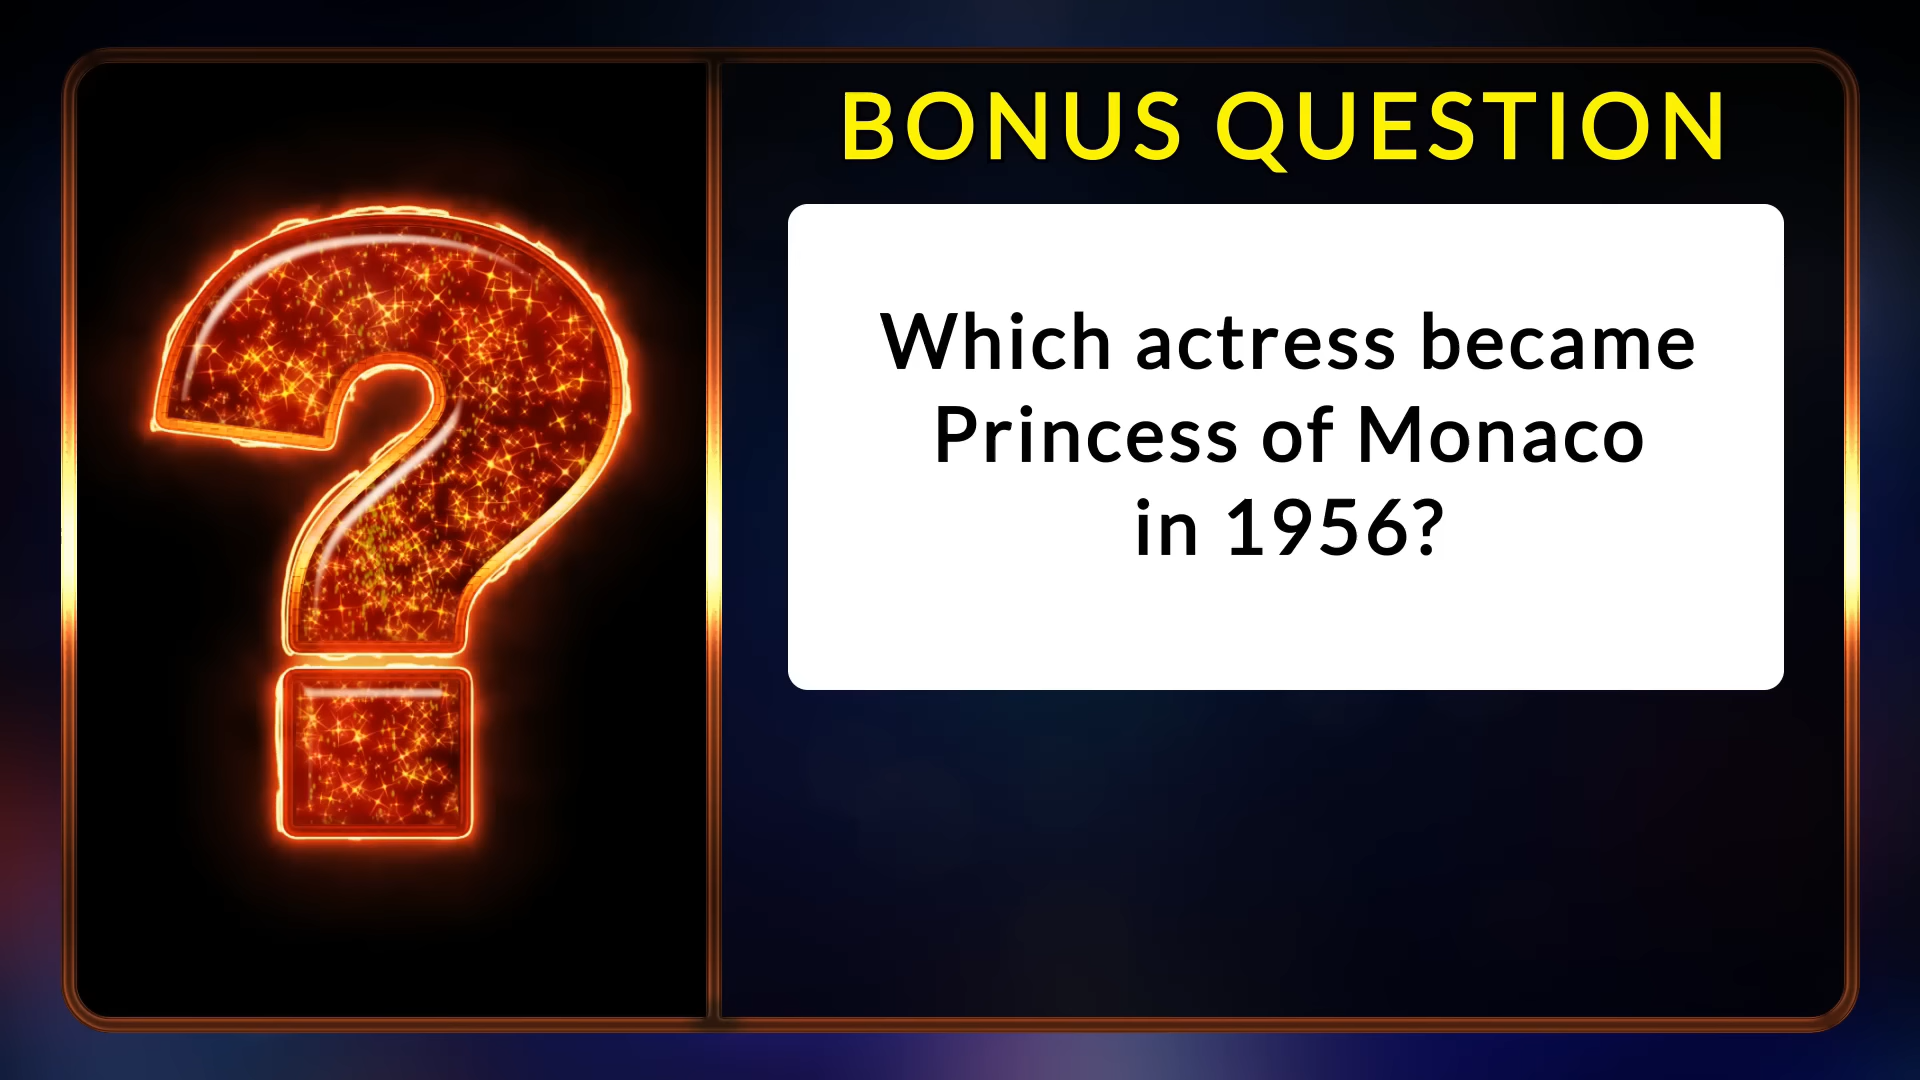 BONUS QUESTION
Which actress became
Princess of Monaco
in 1956?